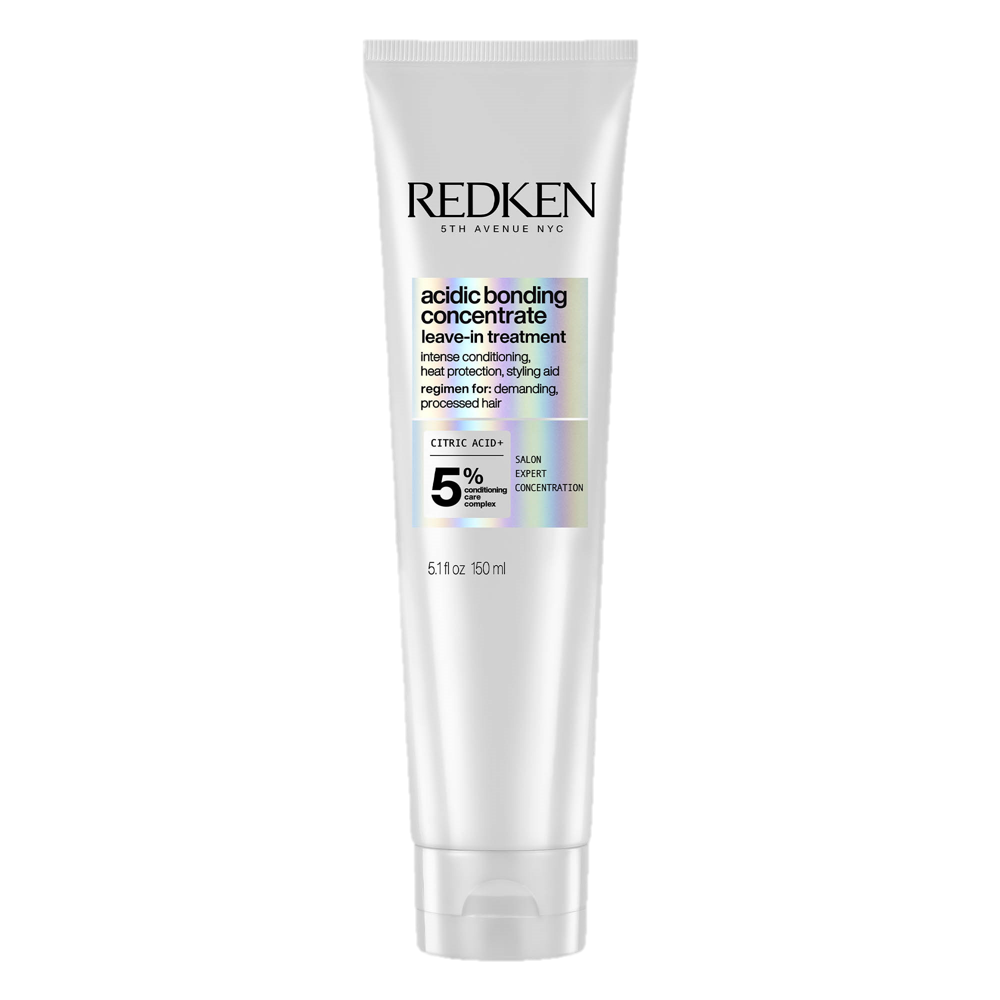 REDKEN
5TH AVENUE NYC
acidic bonding
concentrate
leave-in treatment
intense conditioning,
heat protection, styling aid
regimen for: demanding,
processed hair
CITRIC ACID+
5%
conditioning
care
complex
SALON
EXPERT
CONCENTRATION
5.1 fl oz 150 ml